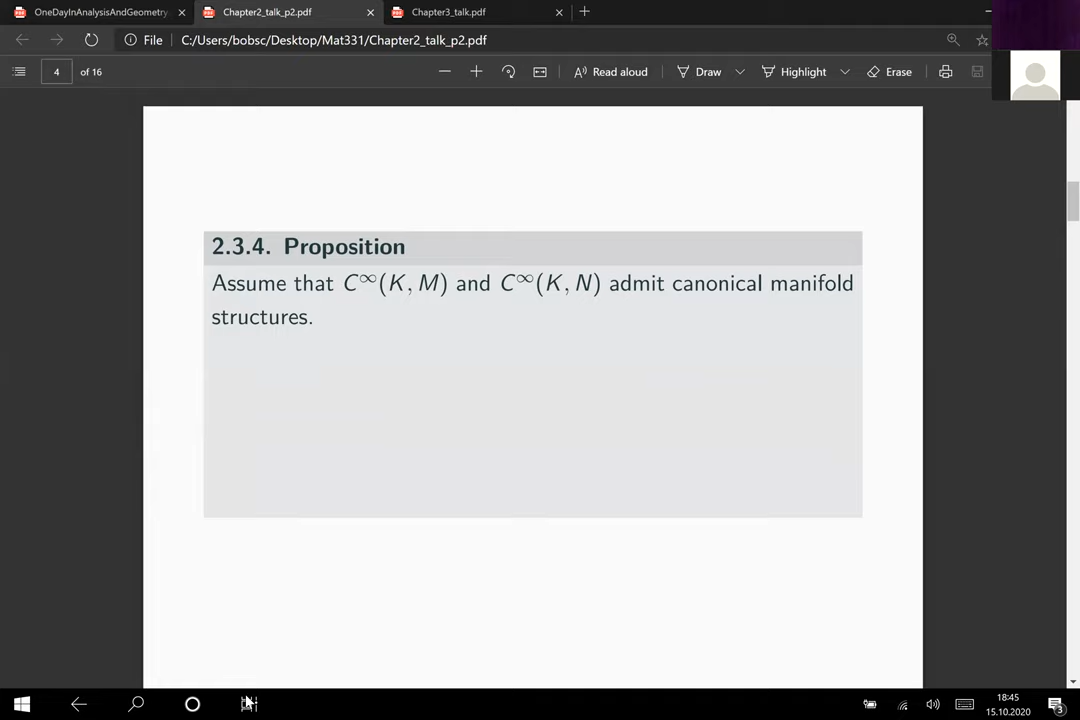 OneDayInAnalysisAndGeometry
Chapter2_talk_p2.pdf
Chapter3_talk.pdf
File
C:/Users/bobsc/Desktop/Mat331/Chapter2_talk_p2.pdf
4 of 16
Read aloud
Draw
Highlight
Erase
2.3.4. Proposition
Assume that C∞(K, M) and C∞(K, N) admit canonical manifold
structures.
18:45
15.10.2020
3